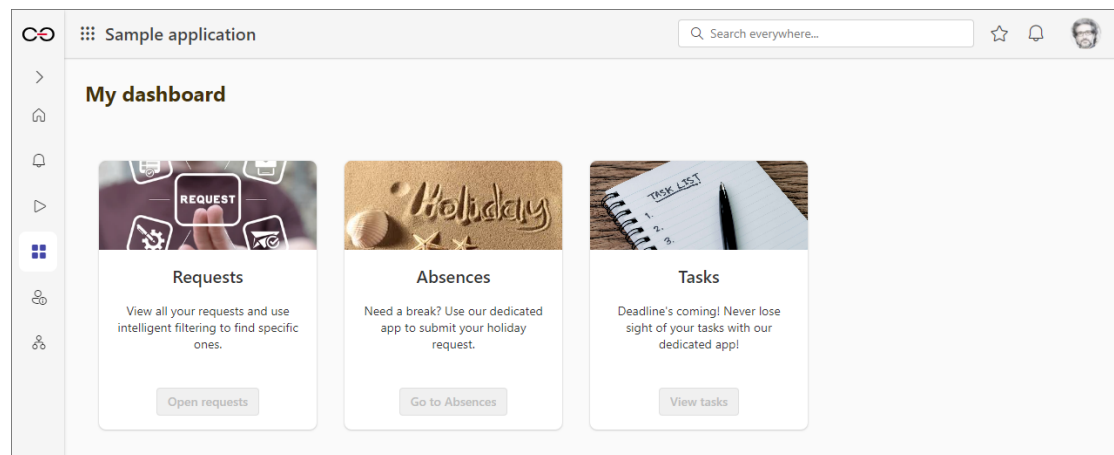 Sample application
Search everywhere...
My dashboard
REQUEST
Holiday
TASK LIST
1.
2.
3.
Requests
Absences
Tasks
View all your requests and use
intelligent filtering to find specific
ones.
Need a break? Use our dedicated
app to submit your holiday
request.
Deadline's coming! Never lose
sight of your tasks with our
dedicated app!
Open requests
Go to Absences
View tasks